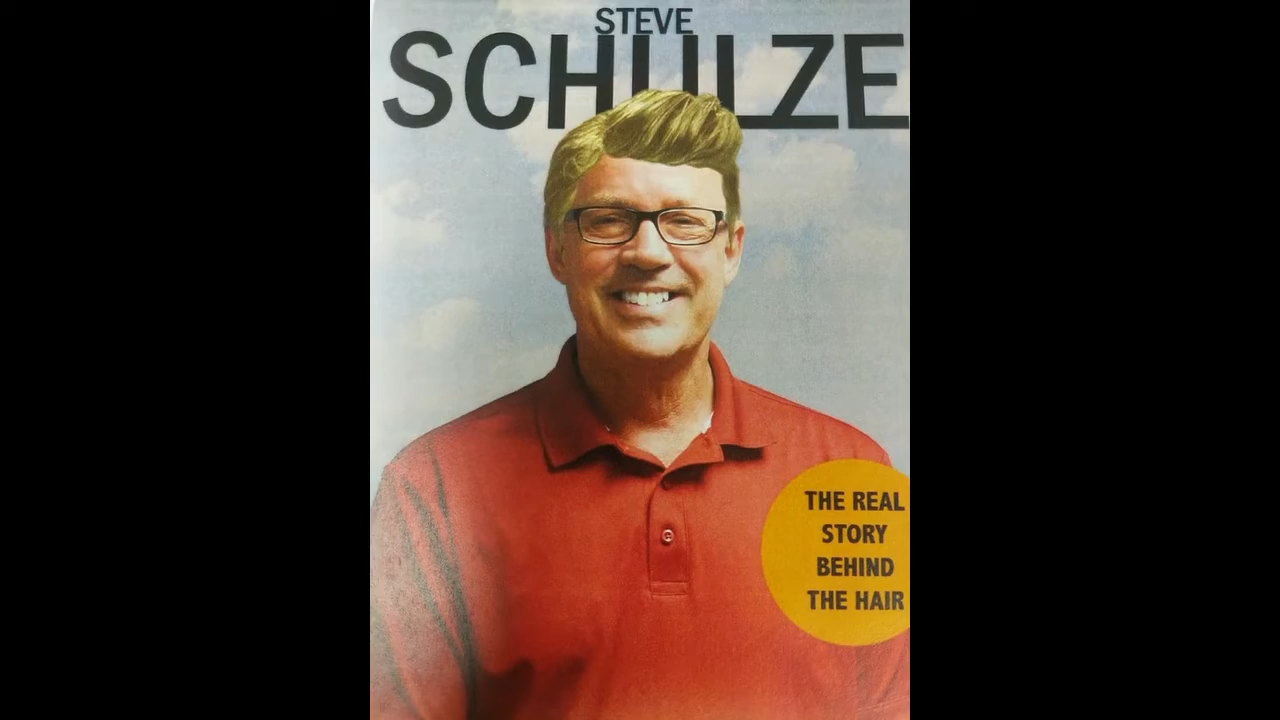 STEVE
SCHULZE
THE REAL
STORY
BEHIND
THE HAIR